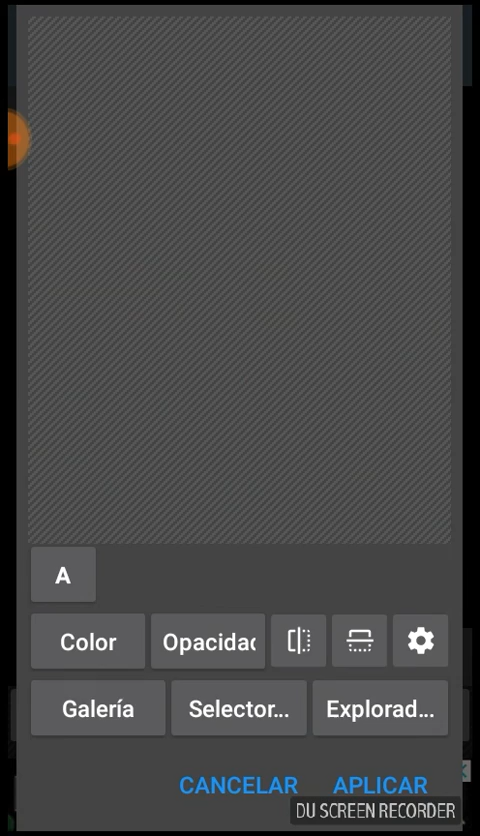 A
Color
Opacidad
Galería
Selector...
Explorad...
CANCELAR
APLICAR
DU SCREEN RECORDER